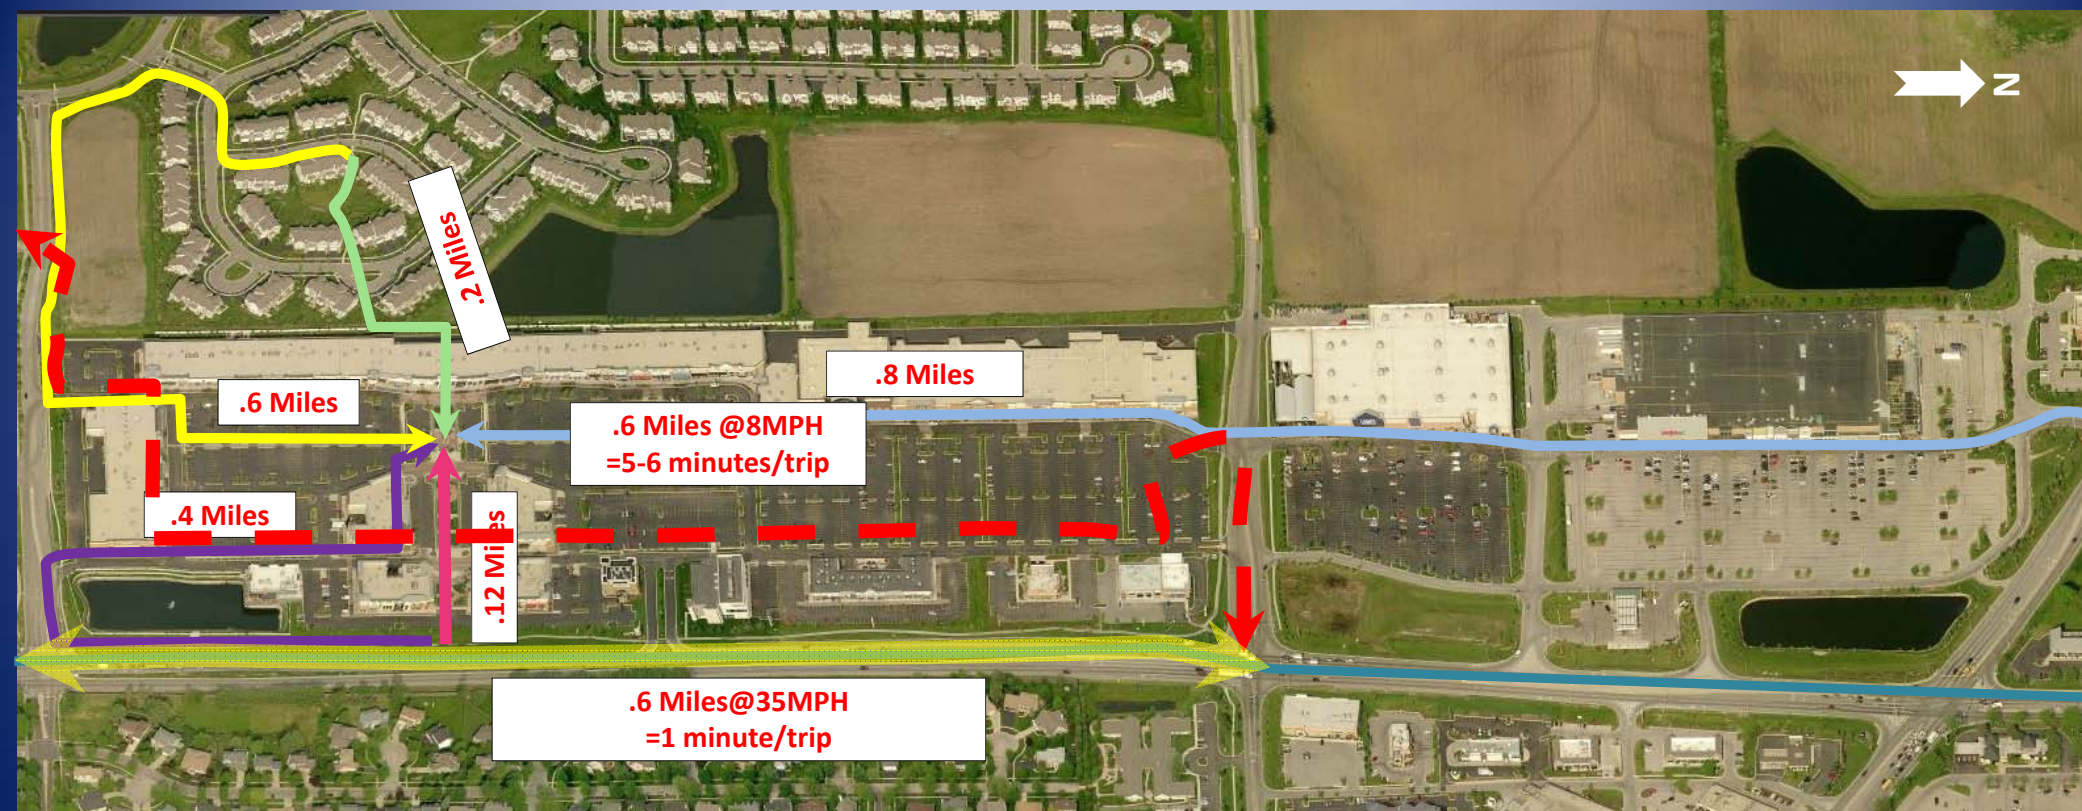 N
.2 Miles
.8 Miles
.6 Miles
.6 Miles @8MPH
=5-6 minutes/trip
.4 Miles
.12 Miles
.6 Miles@35MPH
=1 minute/trip